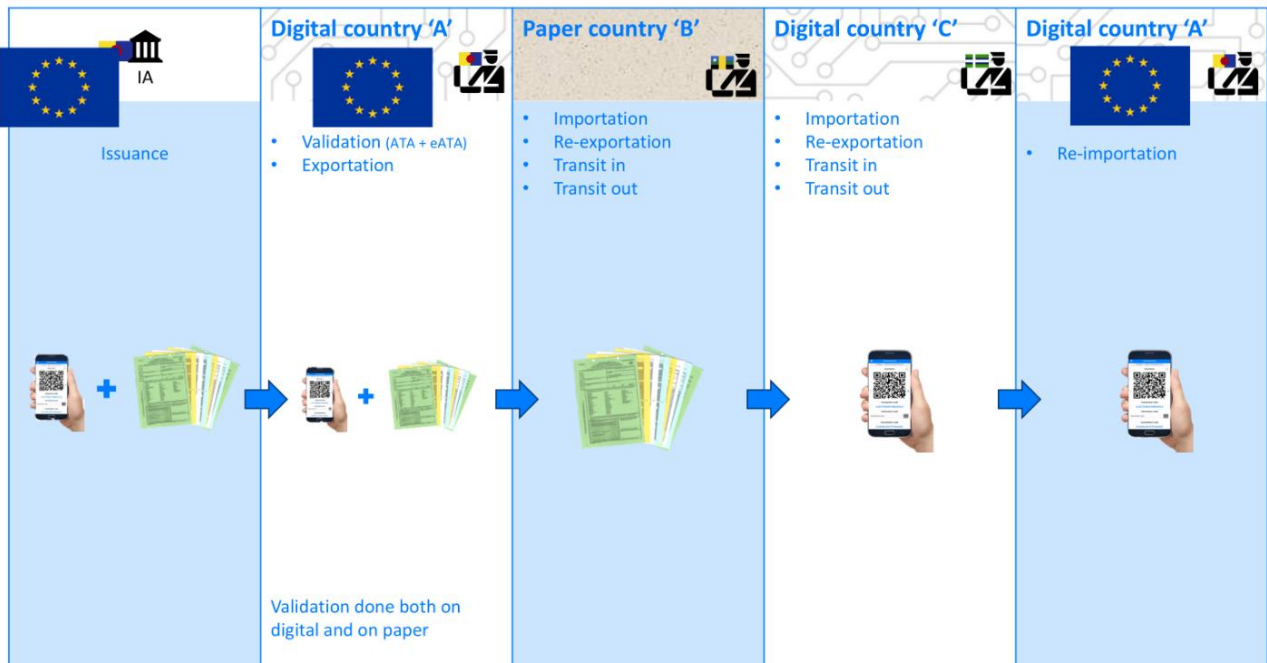 IA
Issuance
Digital country ‘A’
• Validation (ATA + eATA)
• Exportation
Validation done both on
digital and on paper
Paper country ‘B’
• Importation
• Re-exportation
• Transit in
• Transit out
Digital country ‘C’
• Importation
• Re-exportation
• Transit in
• Transit out
Digital country ‘A’
• Re-importation